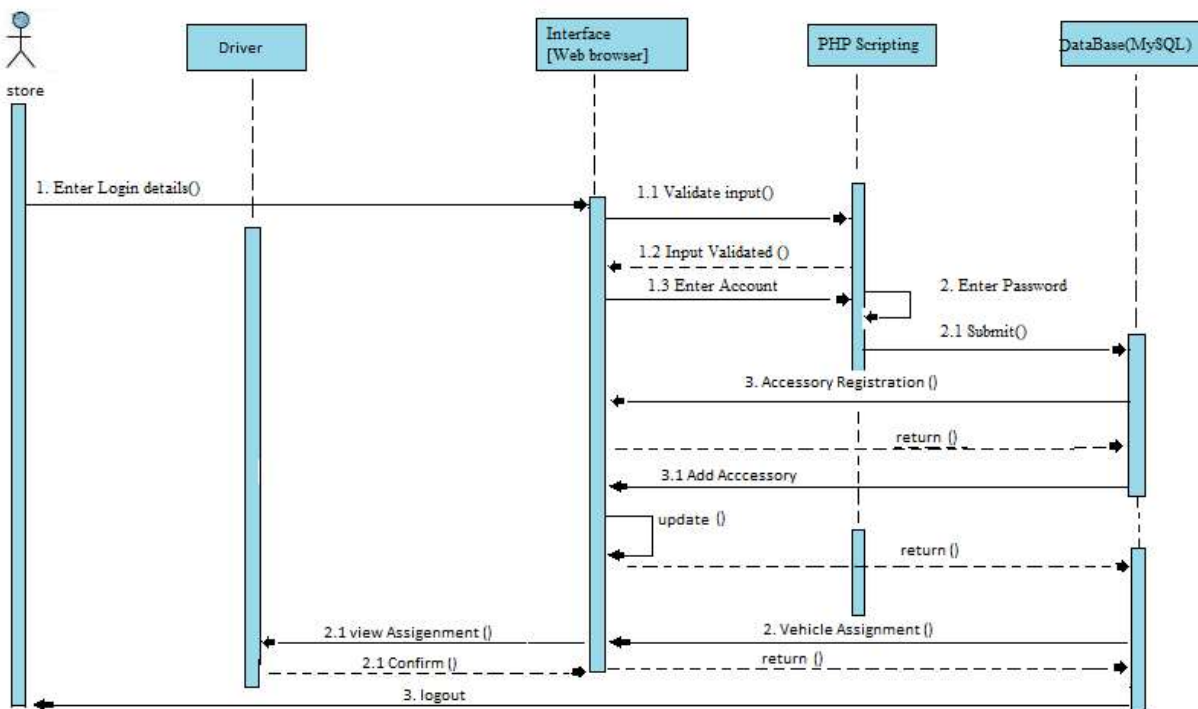 Driver
Interface
[Web browser]
PHP Scripting
DataBase(MySQL)
store
1. Enter Login details()
1.1 Validate input()
1.2 Input Validated ()
1.3 Enter Account
2. Enter Password
2.1 Submit()
3. Accessory Registration ()
return ()
3.1 Add Acccessory
update ()
return ()
2. Vehicle Assignment ()
2.1 view Assigenment ()
return ()
2.1 Confirm ()
3. logout